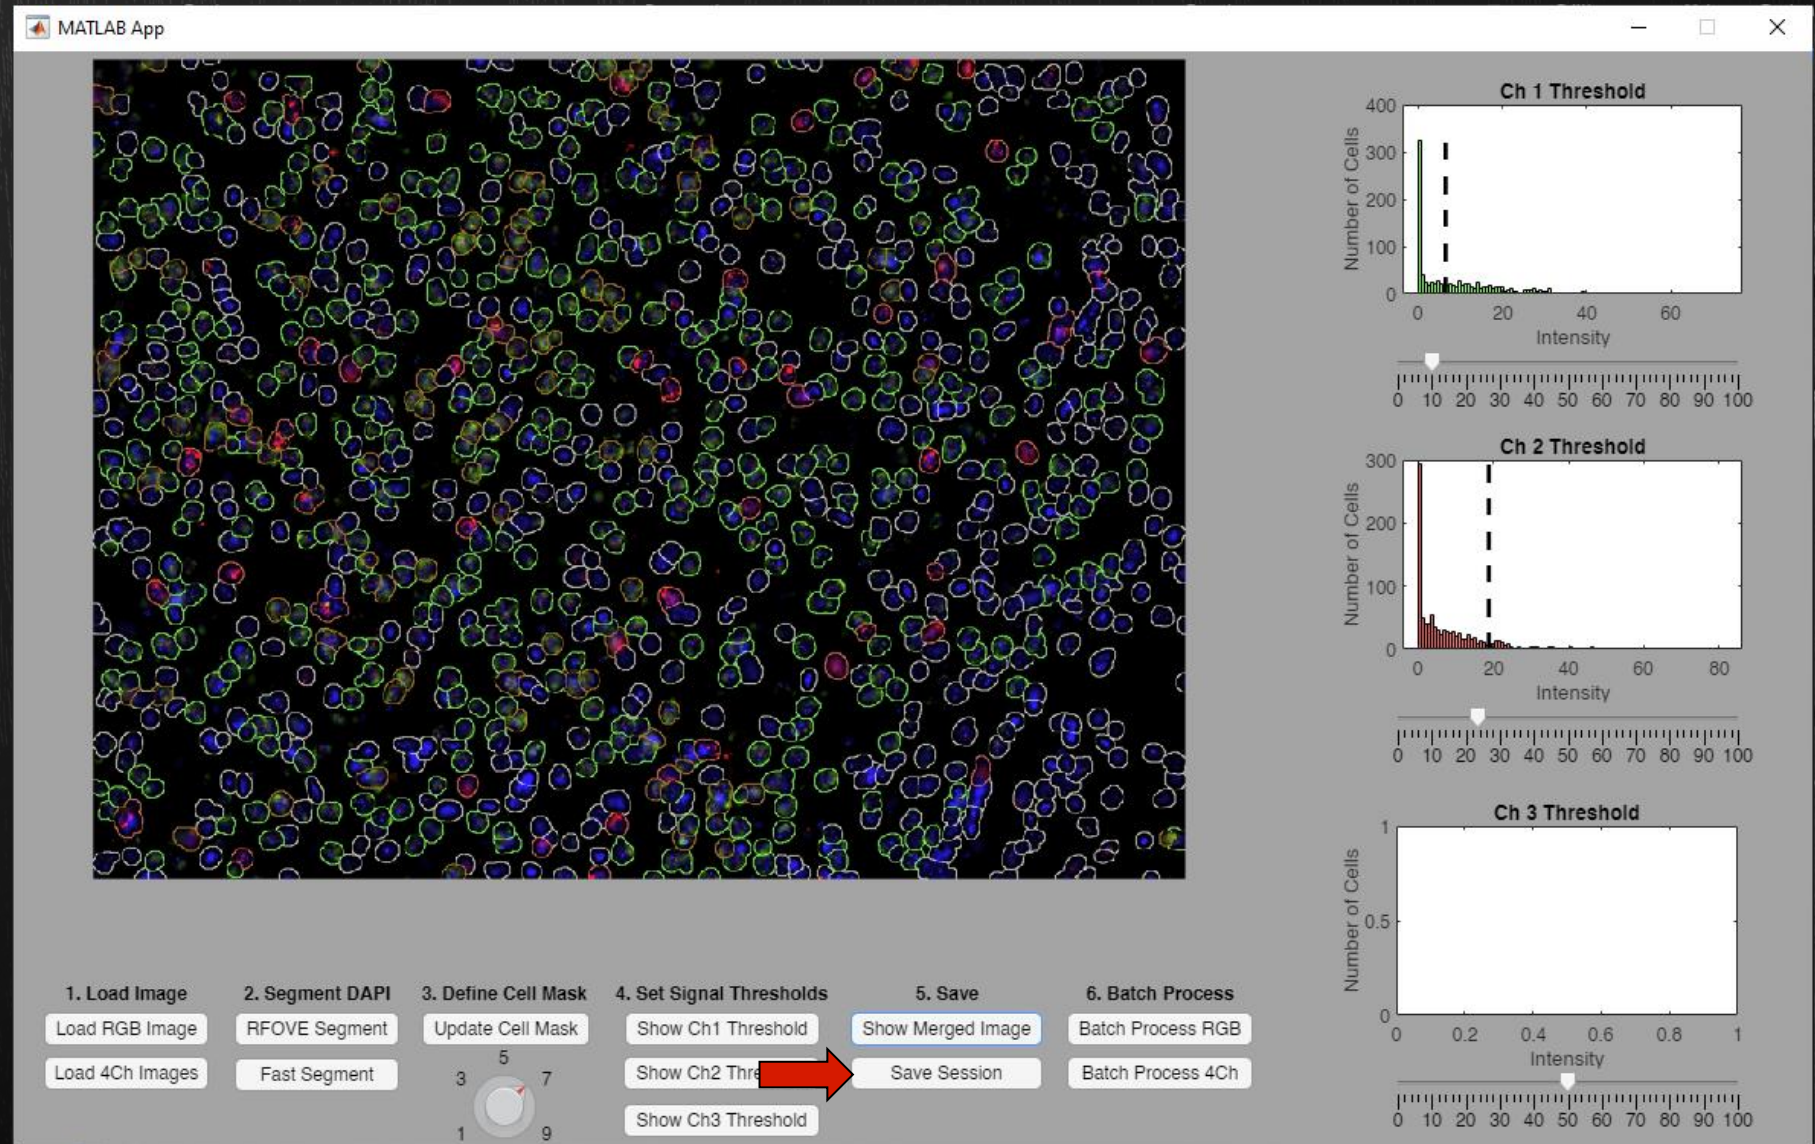 MATLAB App
Ch 1 Threshold
400
300
200
100
0
Number of Cells
0 20 40 60
Intensity
0 10 20 30 40 50 60 70 80 90 100
Ch 2 Threshold
300
200
100
0
Number of Cells
0 20 40 60 80
Intensity
0 10 20 30 40 50 60 70 80 90 100
Ch 3 Threshold
1
0.5
0
Number of Cells
0 0.2 0.4 0.6 0.8 1
Intensity
0 10 20 30 40 50 60 70 80 90 100
1. Load Image
Load RGB Image
Load 4Ch Images
2. Segment DAPI
RFOVE Segment
Fast Segment
3. Define Cell Mask
Update Cell Mask
5
3 7
1 9
4. Set Signal Thresholds
Show Ch1 Threshold
Show Ch2 Thre
Show Ch3 Threshold
5. Save
Show Merged Image
Save Session
6. Batch Process
Batch Process RGB
Batch Process 4Ch